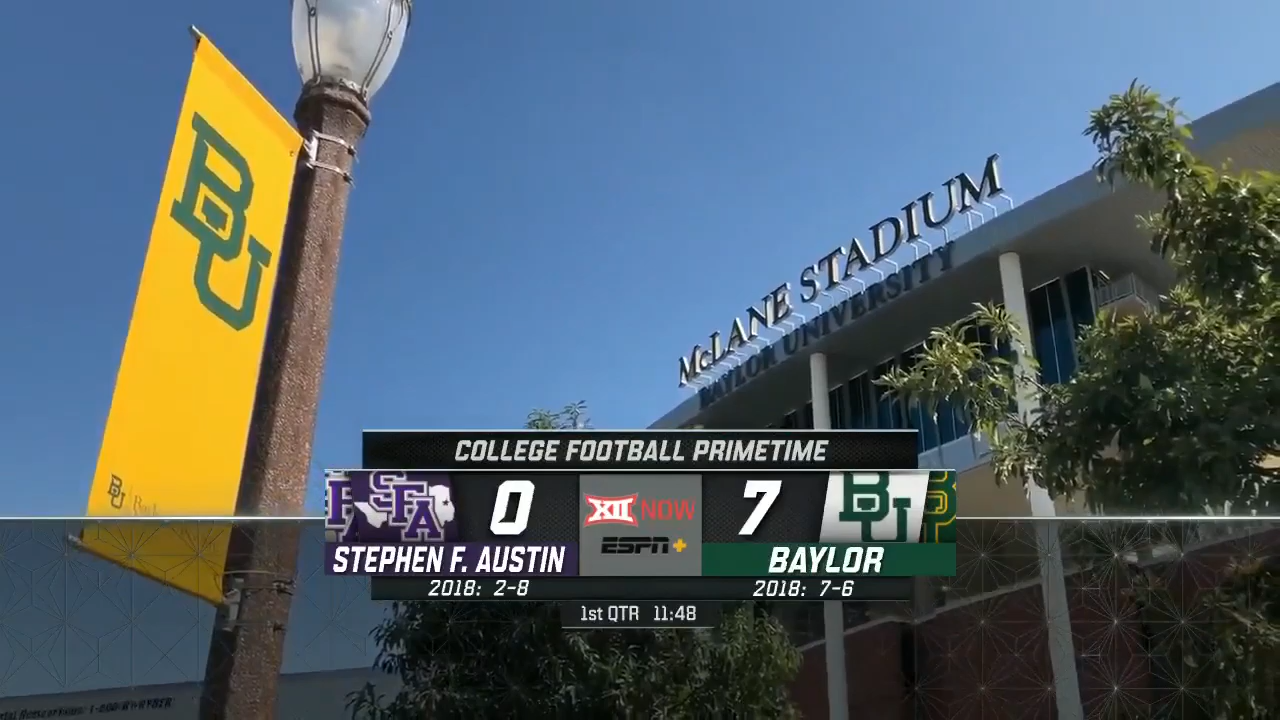 BU
McLANE STADIUM
BAYLOR UNIVERSITY
BU
COLLEGE FOOTBALL PRIMETIME
SFA 0 XII NOW 7 BU
ESPN+
STEPHEN F. AUSTIN BAYLOR
2018: 2-8 2018: 7-6
1st QTR 11:48